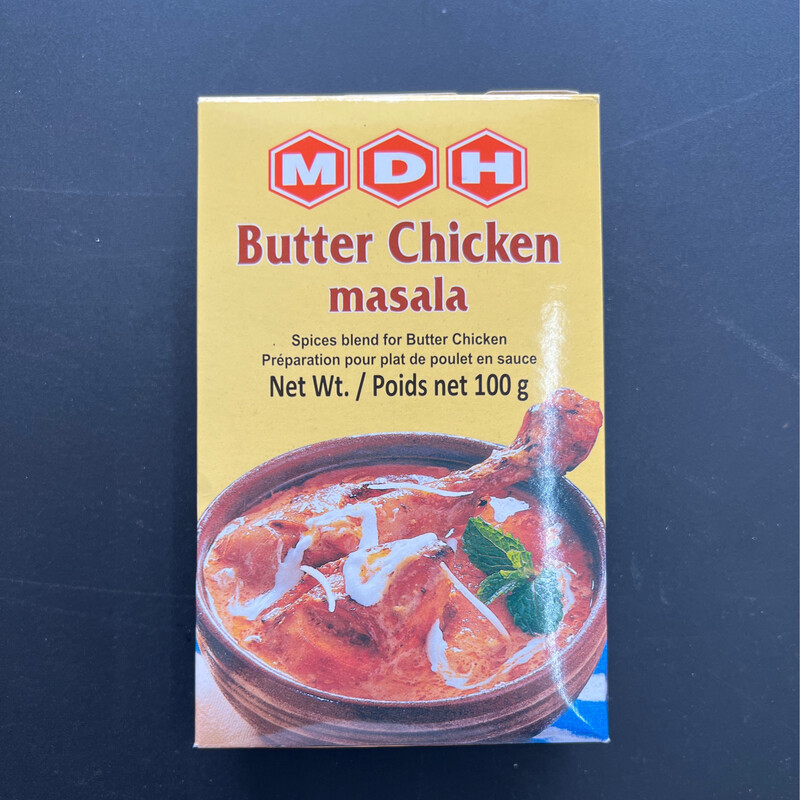 MDH
Butter Chicken
masala
Spices blend for Butter Chicken
Préparation pour plat de poulet en sauce
Net Wt. / Poids net 100 g